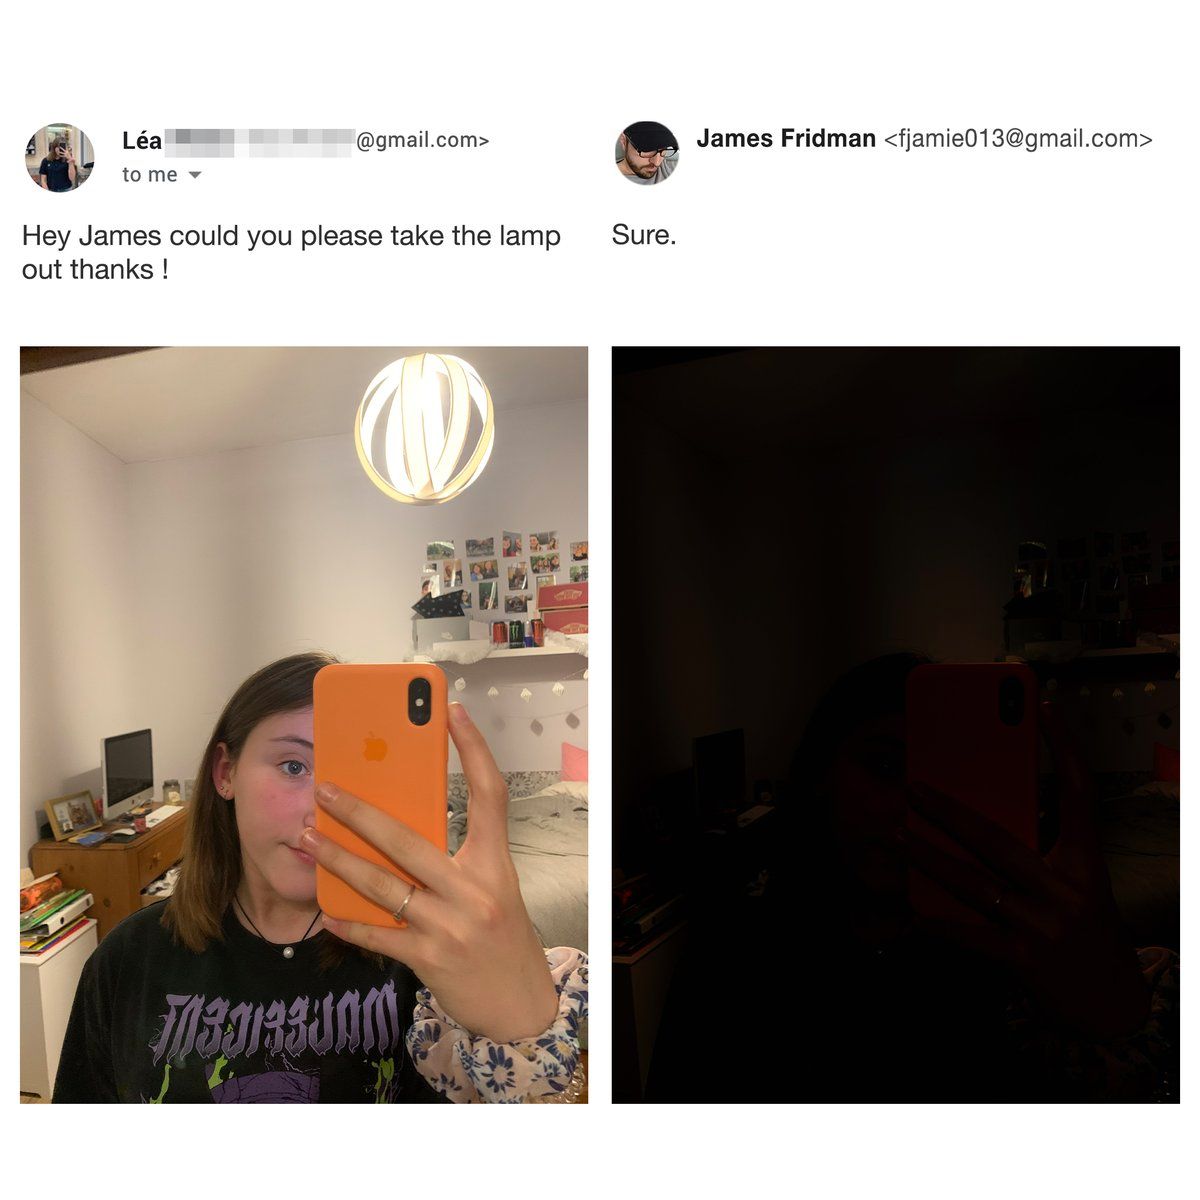 Léa @gmail.com>
to me
Hey James could you please take the lamp
out thanks !
James Fridman <fjamie013@gmail.com>
Sure.